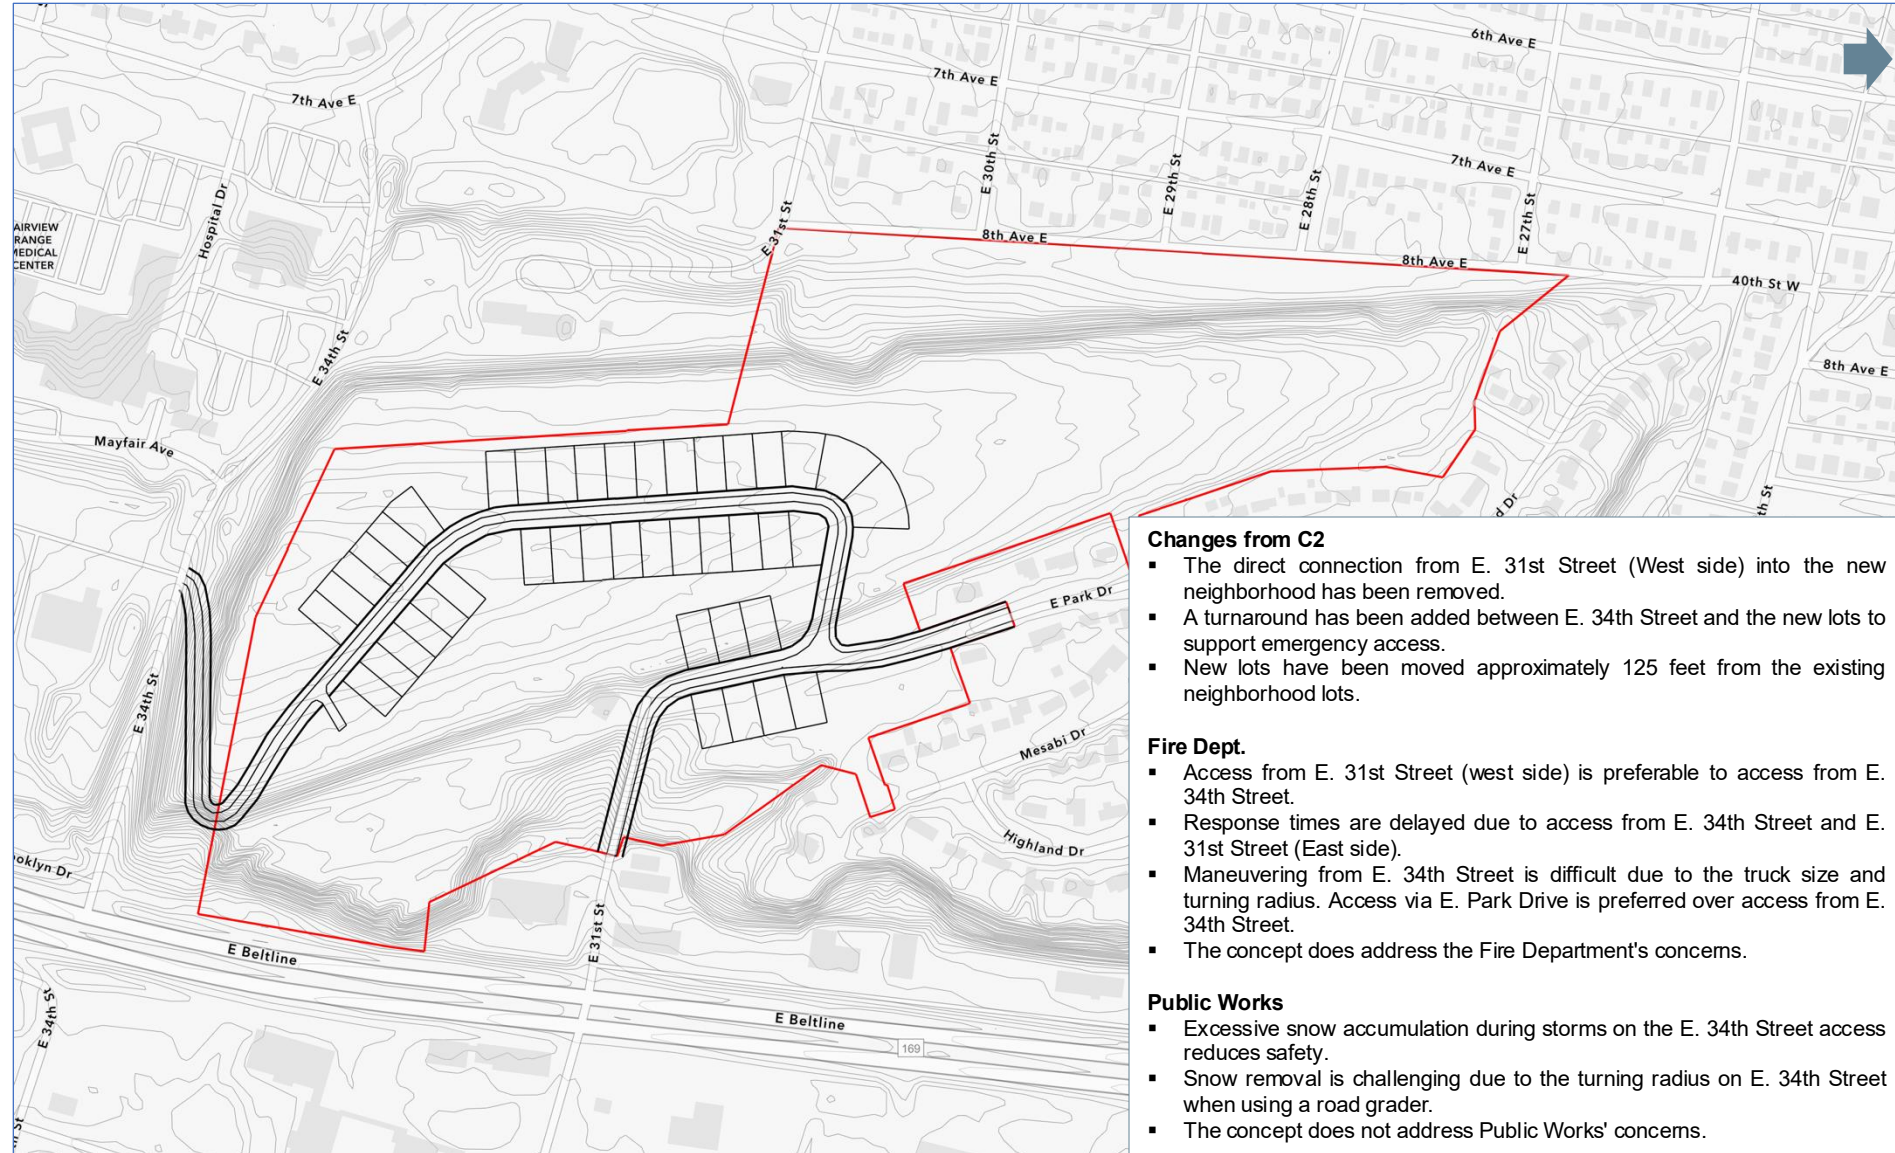 6th Ave E
7th Ave E
7th Ave E
7th Ave E
E 30th St
E 29th St
E 28th St
E 27th St
Hospital Dr
E 31st St
8th Ave E
8th Ave E
40th St W
8th Ave E
AIRVIEW
RANGE
MEDICAL
CENTER
E 34th St
Mayfair Ave
d Dr
th St
E Park Dr
E 34th St
Mesabi Dr
Highland Dr
ooklyn Dr
E 31st St
E Beltline
E Beltline
169
E 34th St
St
Changes from C2
▪ The direct connection from E. 31st Street (West side) into the new
neighborhood has been removed.
▪ A turnaround has been added between E. 34th Street and the new lots to
support emergency access.
▪ New lots have been moved approximately 125 feet from the existing
neighborhood lots.
Fire Dept.
▪ Access from E. 31st Street (west side) is preferable to access from E.
34th Street.
▪ Response times are delayed due to access from E. 34th Street and E.
31st Street (East side).
▪ Maneuvering from E. 34th Street is difficult due to the truck size and
turning radius. Access via E. Park Drive is preferred over access from E.
34th Street.
▪ The concept does address the Fire Department's concerns.
Public Works
▪ Excessive snow accumulation during storms on the E. 34th Street access
reduces safety.
▪ Snow removal is challenging due to the turning radius on E. 34th Street
when using a road grader.
▪ The concept does not address Public Works' concerns.